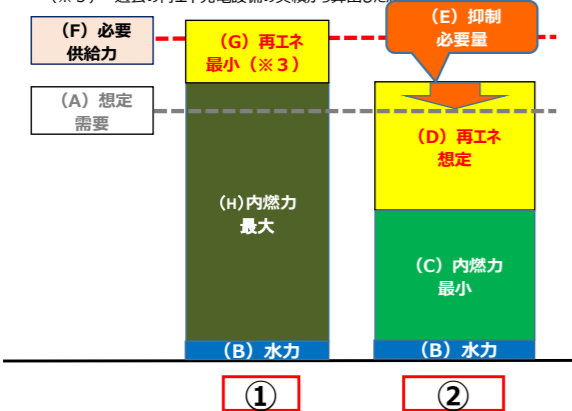 (※3) 過去の再エネ発電設備の実績から算出した
(F) 必要
供給力
(G) 再エネ
最小(※3)
(E) 抑制
必要量
(A) 想定
需要
(D) 再エネ
想定
(H)内燃力
最大
(C) 内燃力
最小
(B) 水力
(B) 水力
①
②